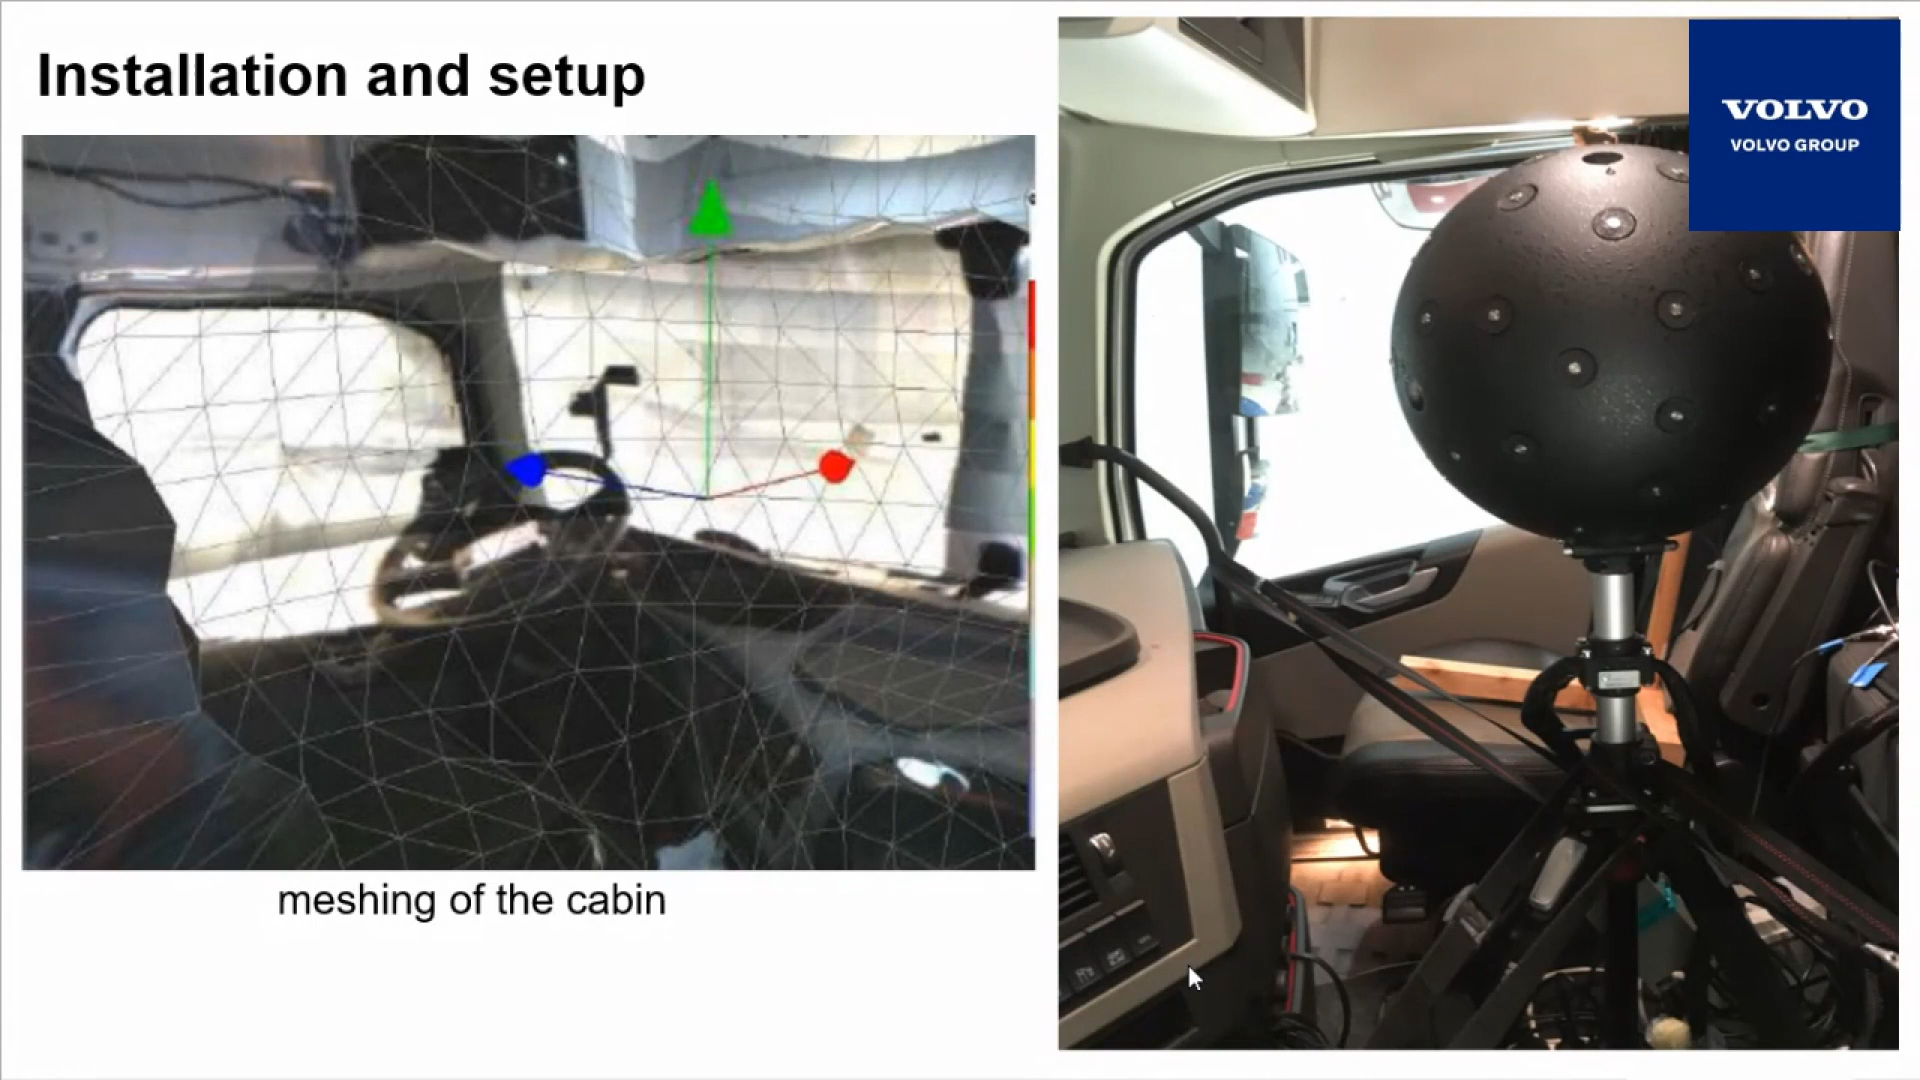 Installation and setup
VOLVO
VOLVO GROUP
meshing of the cabin